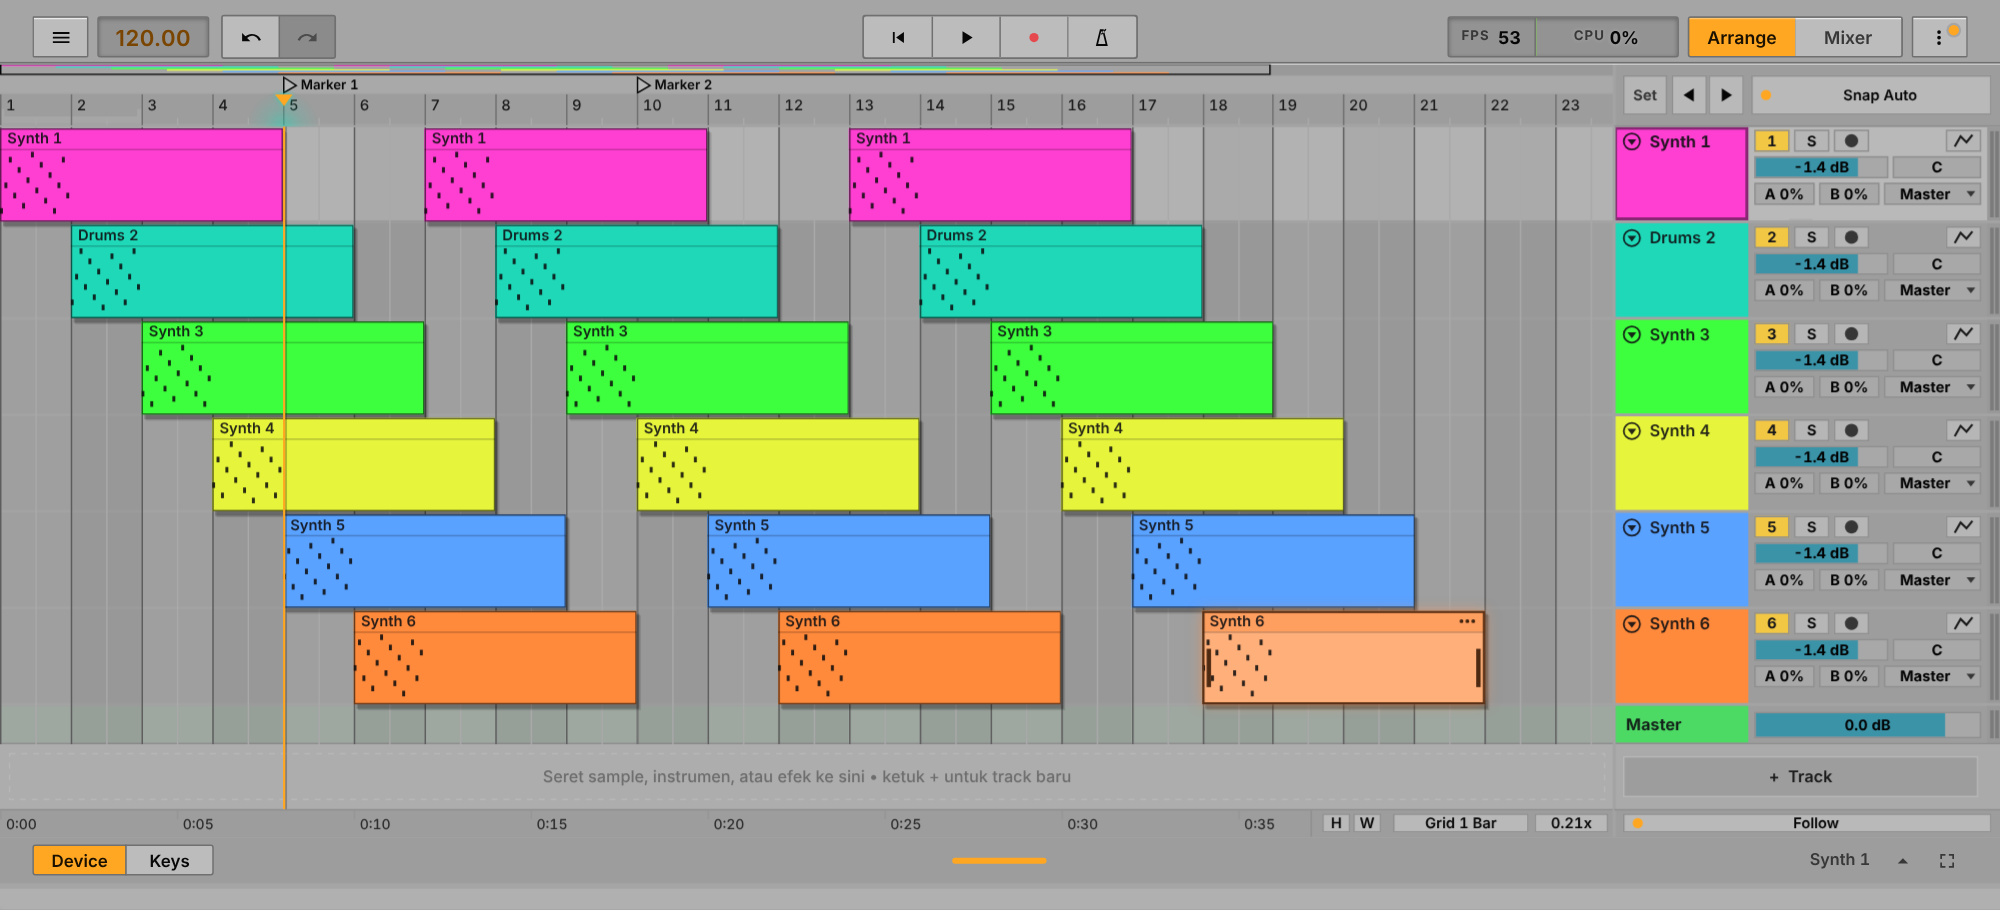 120.00
FPS 53 CPU 0%
Arrange Mixer
Marker 1 Marker 2
1 2 3 4 5 6 7 8 9 10 11 12 13 14 15 16 17 18 19 20 21 22 23
Set Snap Auto
Synth 1 Synth 1 Synth 1
Synth 1 1 S
-1.4 dB C
A 0% B 0% Master
Drums 2 Drums 2 Drums 2
Drums 2 2 S
-1.4 dB C
A 0% B 0% Master
Synth 3 Synth 3 Synth 3
Synth 3 3 S
-1.4 dB C
A 0% B 0% Master
Synth 4 Synth 4 Synth 4
Synth 4 4 S
-1.4 dB C
A 0% B 0% Master
Synth 5 Synth 5 Synth 5
Synth 5 5 S
-1.4 dB C
A 0% B 0% Master
Synth 6 Synth 6 Synth 6
Synth 6 6 S
-1.4 dB C
A 0% B 0% Master
Master 0.0 dB
Seret sample, instrumen, atau efek ke sini • ketuk + untuk track baru
+ Track
0:00 0:05 0:10 0:15 0:20 0:25 0:30 0:35
H W Grid 1 Bar 0.21x Follow
Device Keys
Synth 1